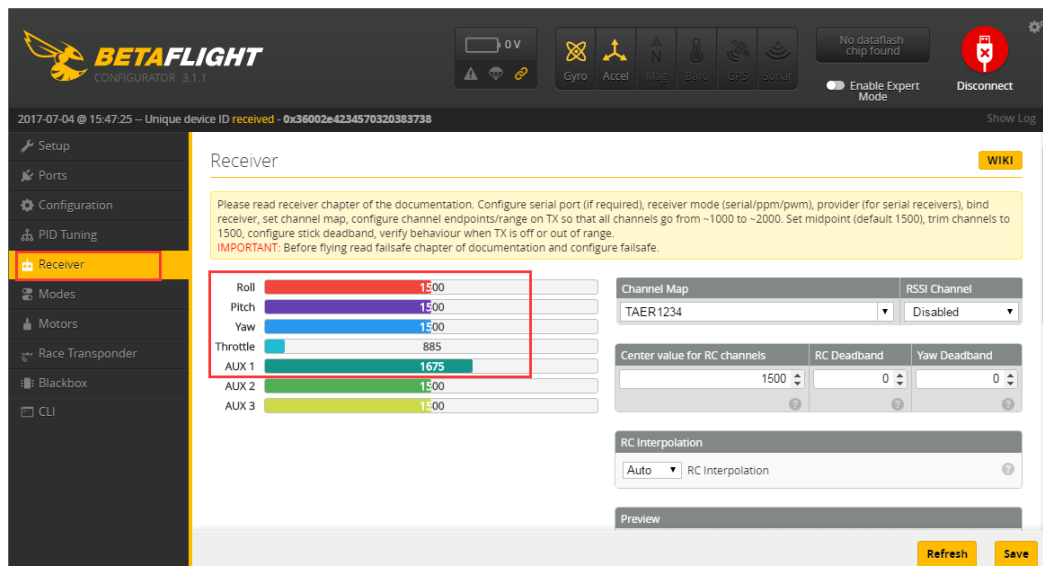 BETAFLIGHT
CONFIGURATOR 3.1.1
0 V
Gyro Accel Mag Baro GPS Sonar
No dataflash
chip found
Enable Expert
Mode
Disconnect
2017-07-04 @ 15:47:25 -- Unique device ID received - 0x36002e4234570320383738
Show Log
Setup
Ports
Configuration
PID Tuning
Receiver
Modes
Motors
Race Transponder
Blackbox
CLI
Receiver
WIKI
Please read receiver chapter of the documentation. Configure serial port (if required), receiver mode (serial/ppm/pwm), provider (for serial receivers), bind
receiver, set channel map, configure channel endpoints/range on TX so that all channels go from ~1000 to ~2000. Set midpoint (default 1500), trim channels to
1500, configure stick deadband, verify behaviour when TX is off or out of range.
IMPORTANT: Before flying read failsafe chapter of documentation and configure failsafe.
Roll 1500
Pitch 1500
Yaw 1500
Throttle 885
AUX 1 1675
AUX 2 1500
AUX 3 1500
Channel Map RSSI Channel
TAER1234 Disabled
Center value for RC channels RC Deadband Yaw Deadband
1500 0 0
RC Interpolation
Auto RC Interpolation
Preview
Refresh Save